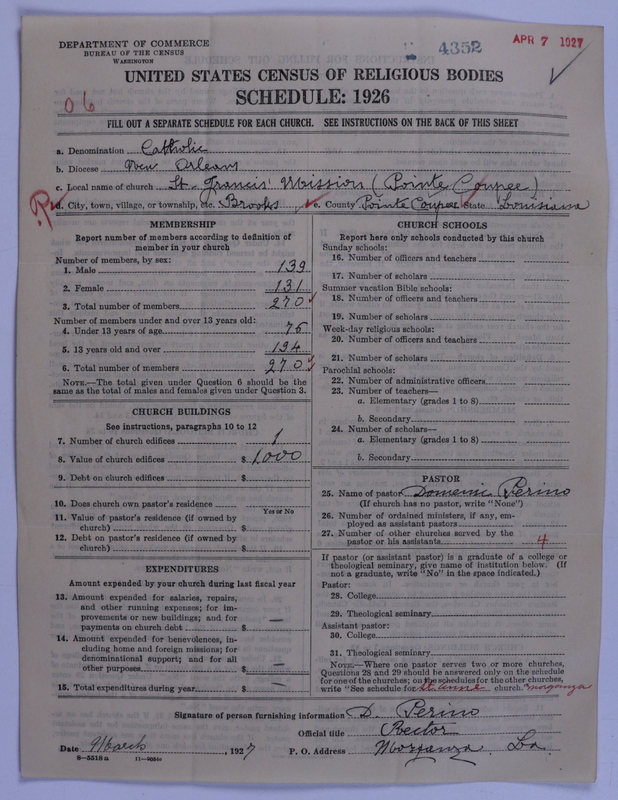 DEPARTMENT OF COMMERCE
BUREAU OF THE CENSUS
WASHINGTON
4352
APR 7 1927
UNITED STATES CENSUS OF RELIGIOUS BODIES
SCHEDULE: 1926
06
FILL OUT A SEPARATE SCHEDULE FOR EACH CHURCH. SEE INSTRUCTIONS ON THE BACK OF THIS SHEET
a. Denomination Catholic
b. Diocese New Orleans
c. Local name of church St. Francis' Mission (Pointe Coupee)
d. City, town, village, or township, etc. Brooks e. County Pointe Coupee State Louisiana
MEMBERSHIP
Report number of members according to definition of
member in your church
Number of members, by sex:
1. Male 139
2. Female 131
3. Total number of members 270
Number of members under and over 13 years old:
4. Under 13 years of age 76
5. 13 years old and over 194
6. Total number of members 270
NOTE.—The total given under Question 6 should be the
same as the total of males and females given under Question 3.
CHURCH BUILDINGS
See instructions, paragraphs 10 to 12
7. Number of church edifices 1
8. Value of church edifices $ 1,000
9. Debt on church edifices $
10. Does church own pastor's residence
Yes or No
11. Value of pastor's residence (if owned by
church) $
12. Debt on pastor's residence (if owned by
church) $
EXPENDITURES
Amount expended by your church during last fiscal year
13. Amount expended for salaries, repairs,
and other running expenses; for im-
provements or new buildings; and for
payments on church debt $ —
14. Amount expended for benevolences, in-
cluding home and foreign missions; for
denominational support; and for all
other purposes $ —
15. Total expenditures during year $ —
CHURCH SCHOOLS
Report here only schools conducted by this church
Sunday schools:
16. Number of officers and teachers
17. Number of scholars
Summer vacation Bible schools:
18. Number of officers and teachers
19. Number of scholars
Week-day religious schools:
20. Number of officers and teachers
21. Number of scholars
Parochial schools:
22. Number of administrative officers
23. Number of teachers—
a. Elementary (grades 1 to 8)
b. Secondary
24. Number of scholars—
a. Elementary (grades 1 to 8)
b. Secondary
PASTOR
25. Name of pastor Domenic Perino
(If church has no pastor, write "None")
26. Number of ordained ministers, if any, em-
ployed as assistant pastors
27. Number of other churches served by the
pastor or his assistants 4
If pastor (or assistant pastor) is a graduate of a college or
theological seminary, give name of institution below. (If
not a graduate, write "No" in the space indicated.)
Pastor:
28. College
29. Theological seminary
Assistant pastor:
30. College
31. Theological seminary
NOTE.—Where one pastor serves two or more churches,
Questions 28 and 29 should be answered only on the schedule
for one of the churches; on the schedules for the other churches,
write "See schedule for St. Anne church." Morganza
Signature of person furnishing information D. Perino
Official title Rector
Date March, 1927 P. O. Address Morganza, La.
8-5518a 11-9054c